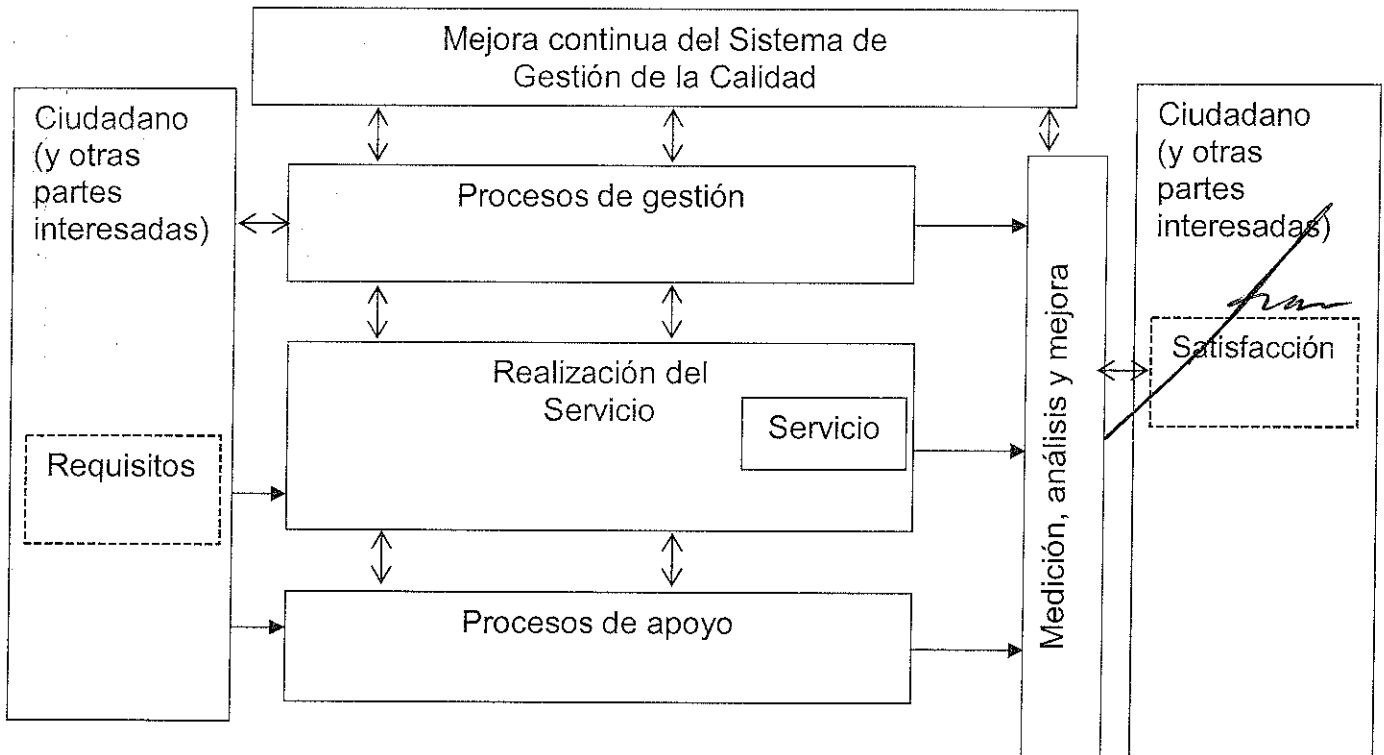 Mejora continua del Sistema de
Gestión de la Calidad
Ciudadano
(y otras
partes
interesadas)
Procesos de gestión
Ciudadano
(y otras
partes
interesadas)
Realización del
Servicio
Servicio
Satisfacción
Requisitos
Medición, análisis y mejora
Procesos de apoyo